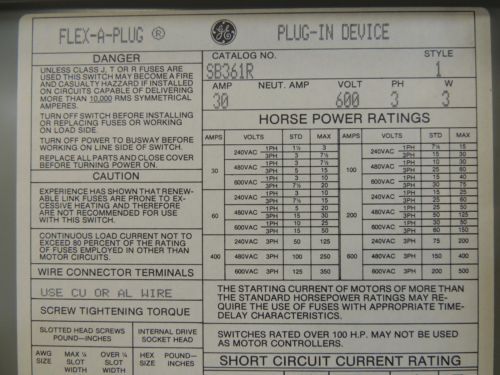 FLEX-A-PLUG ®
GE
PLUG-IN DEVICE
DANGER
UNLESS CLASS J, T OR R FUSES ARE
USED THIS SWITCH MAY BECOME A FIRE
AND CASUALTY HAZARD IF INSTALLED
ON CIRCUITS CAPABLE OF DELIVERING
MORE THAN 10,000 RMS SYMMETRICAL
AMPERES.
TURN OFF SWITCH BEFORE INSTALLING
OR REPLACING FUSES OR WORKING
ON LOAD SIDE.
TURN OFF POWER TO BUSWAY BEFORE
WORKING ON LINE SIDE OF SWITCH.
REPLACE ALL PARTS AND CLOSE COVER
BEFORE TURNING POWER ON.
CAUTION
EXPERIENCE HAS SHOWN THAT RENEW-
ABLE LINK FUSES ARE PRONE TO EX-
CESSIVE HEATING AND THEREFORE
ARE NOT RECOMMENDED FOR USE
WITH THIS SWITCH.
CONTINUOUS LOAD CURRENT NOT TO
EXCEED 80 PERCENT OF THE RATING
OF FUSES EMPLOYED IN OTHER THAN
MOTOR CIRCUITS.
WIRE CONNECTOR TERMINALS
USE CU OR AL WIRE
SCREW TIGHTENING TORQUE
SLOTTED HEAD SCREWS INTERNAL DRIVE
POUND—INCHES SOCKET HEAD
AWG MAX ¼ OVER ¼ HEX POUND—
SIZE SLOT SLOT SIZE INCHES
WIDTH WIDTH
CATALOG NO. STYLE
SB361R 1
AMP NEUT. AMP VOLT PH W
30 600 3 3
HORSE POWER RATINGS
AMPS VOLTS STD MAX AMPS VOLTS STD MAX
240VAC 1PH 1½ 3 240VAC 1PH 7½ 15
3PH 3 7½ 3PH 15 30
30 480VAC 1PH 3 7½ 100 480VAC 1PH 10 30
3PH 5 15 3PH 25 60
600VAC 1PH 3 10 600VAC 1PH 15 40
3PH 7½ 20 3PH 30 75
240VAC 1PH 3 10 240VAC 1PH 15
3PH 7½ 15 3PH 25 60
60 480VAC 1PH 5 20 200 480VAC 1PH 25 50
3PH 15 30 3PH 50 125
600VAC 1PH 10 25 600VAC 1PH 30 50
3PH 15 50 3PH 60 150
240VAC 3PH 50 125 240VAC 3PH 75 200
400 480VAC 3PH 100 250 600 480VAC 3PH 150 400
600VAC 3PH 125 350 600VAC 3PH 200 500
THE STARTING CURRENT OF MOTORS OF MORE THAN
THE STANDARD HORSEPOWER RATINGS MAY RE-
QUIRE THE USE OF FUSES WITH APPROPRIATE TIME-
DELAY CHARACTERISTICS.
SWITCHES RATED OVER 100 H.P. MAY NOT BE USED
AS MOTOR CONTROLLERS.
SHORT CIRCUIT CURRENT RATING